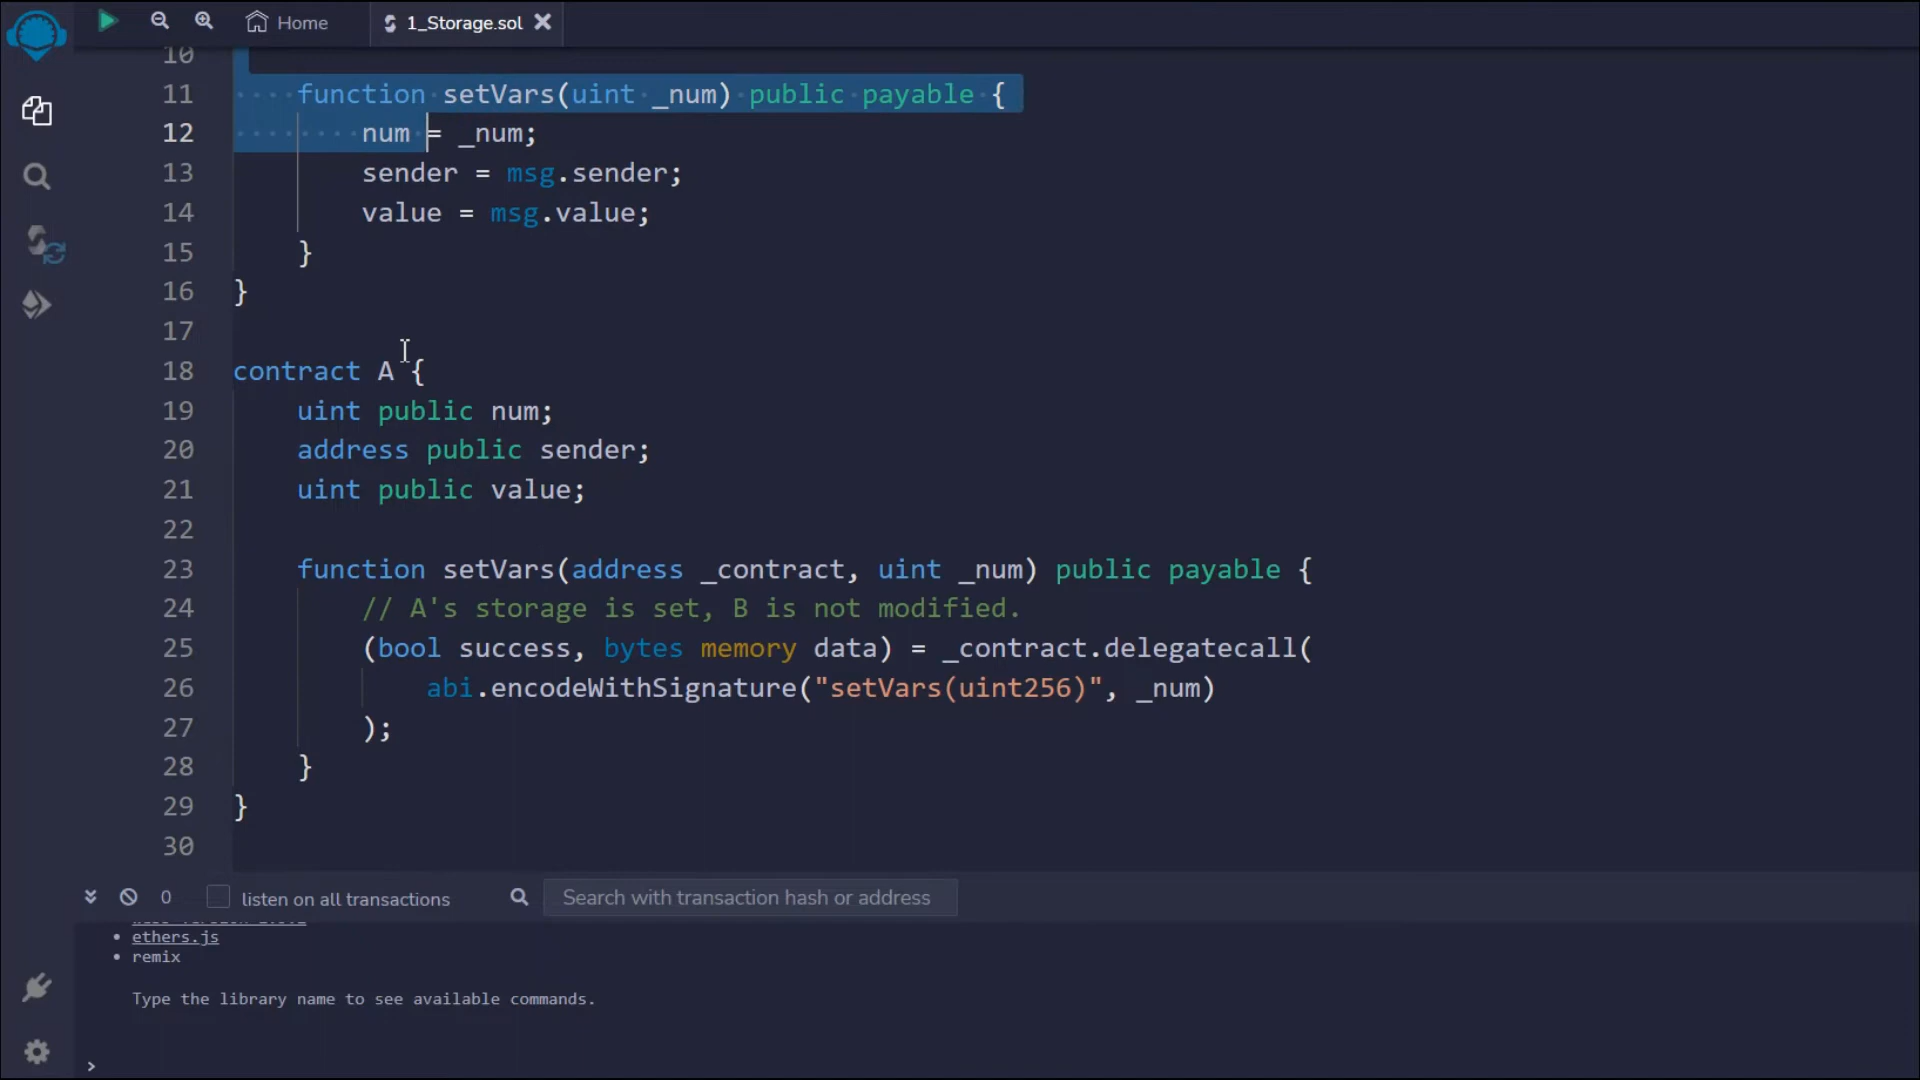 Home
1_Storage.sol
10
11 function setVars(uint _num) public payable {
12 num = _num;
13 sender = msg.sender;
14 value = msg.value;
15 }
16 }
17
18 contract A {
19 uint public num;
20 address public sender;
21 uint public value;
22
23 function setVars(address _contract, uint _num) public payable {
24 // A's storage is set, B is not modified.
25 (bool success, bytes memory data) = _contract.delegatecall(
26 abi.encodeWithSignature("setVars(uint256)", _num)
27 );
28 }
29 }
30
0 listen on all transactions Search with transaction hash or address
• ethers.js
• remix
Type the library name to see available commands.
>